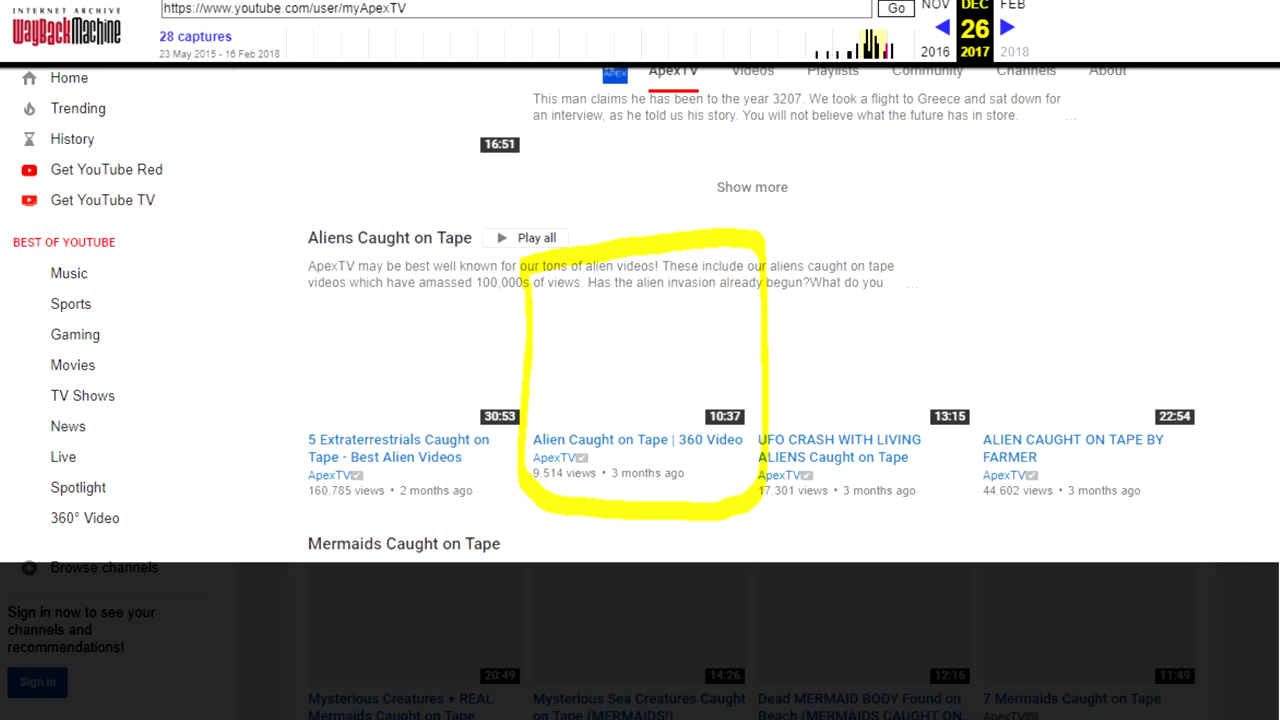 INTERNET ARCHIVE
WayBackMachine
https://www.youtube.com/user/myApexTV
Go
NOV
DEC
FEB
28 captures
26
23 May 2015 - 16 Feb 2018
2016
2017
2018
Home
Trending
History
Get YouTube Red
Get YouTube TV
BEST OF YOUTUBE
Music
Sports
Gaming
Movies
TV Shows
News
Live
Spotlight
360° Video
Browse channels
Sign in now to see your
channels and
recommendations!
Sign in
APEX
ApexTV
Videos
Playlists
Community
Channels
About
This man claims he has been to the year 3207. We took a flight to Greece and sat down for
an interview, as he told us his story. You will not believe what the future has in store.
...
16:51
Show more
Aliens Caught on Tape
Play all
ApexTV may be best well known for our tons of alien videos! These include our aliens caught on tape
videos which have amassed 100,000s of views. Has the alien invasion already begun?What do you
...
30:53
5 Extraterrestrials Caught on
Tape - Best Alien Videos
ApexTV
160,785 views • 2 months ago
10:37
Alien Caught on Tape | 360 Video
ApexTV
9,514 views • 3 months ago
13:15
UFO CRASH WITH LIVING
ALIENS Caught on Tape
ApexTV
17,301 views • 3 months ago
22:54
ALIEN CAUGHT ON TAPE BY
FARMER
ApexTV
44,602 views • 3 months ago
Mermaids Caught on Tape
20:49
Mysterious Creatures + REAL
Mermaids Caught on Tape
14:26
Mysterious Sea Creatures Caught
on Tape (MERMAIDS!)
12:16
Dead MERMAID BODY Found on
Beach (MERMAIDS CAUGHT ON
11:49
7 Mermaids Caught on Tape
ApexTV